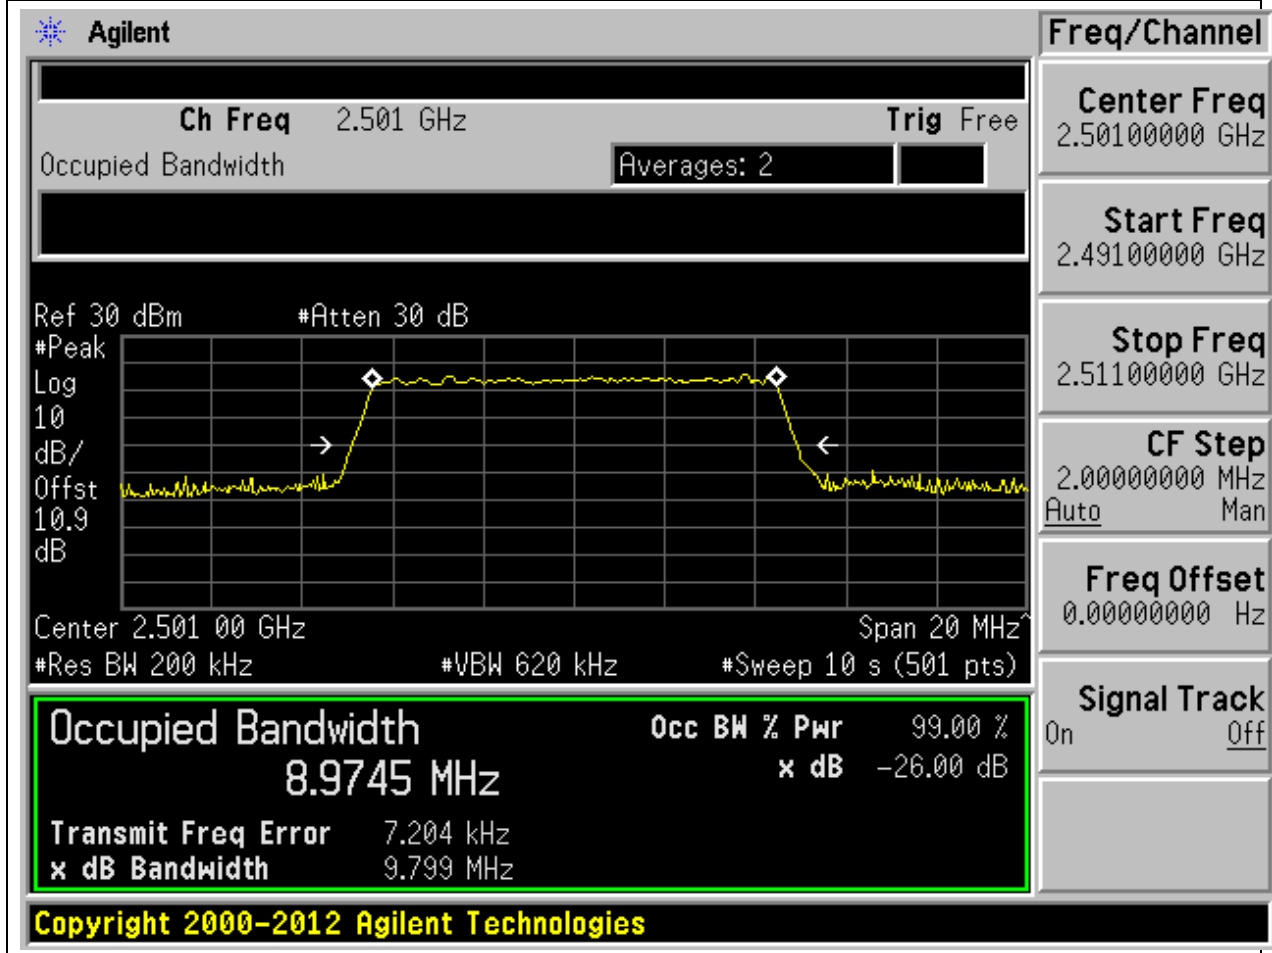 Agilent
Freq/Channel
Ch Freq 2.501 GHz Trig Free
Occupied Bandwidth Averages: 2
Center Freq
2.50100000 GHz
Start Freq
2.49100000 GHz
Stop Freq
2.51100000 GHz
CF Step
2.00000000 MHz
Auto Man
Freq Offset
0.00000000 Hz
Signal Track
On Off
Ref 30 dBm #Atten 30 dB
#Peak
Log
10
dB/
Offst
10.9
dB
Center 2.501 00 GHz Span 20 MHz^
#Res BW 200 kHz #VBW 620 kHz #Sweep 10 s (501 pts)
Occupied Bandwidth Occ BW % Pwr 99.00 %
8.9745 MHz x dB -26.00 dB
Transmit Freq Error 7.204 kHz
x dB Bandwidth 9.799 MHz
Copyright 2000-2012 Agilent Technologies